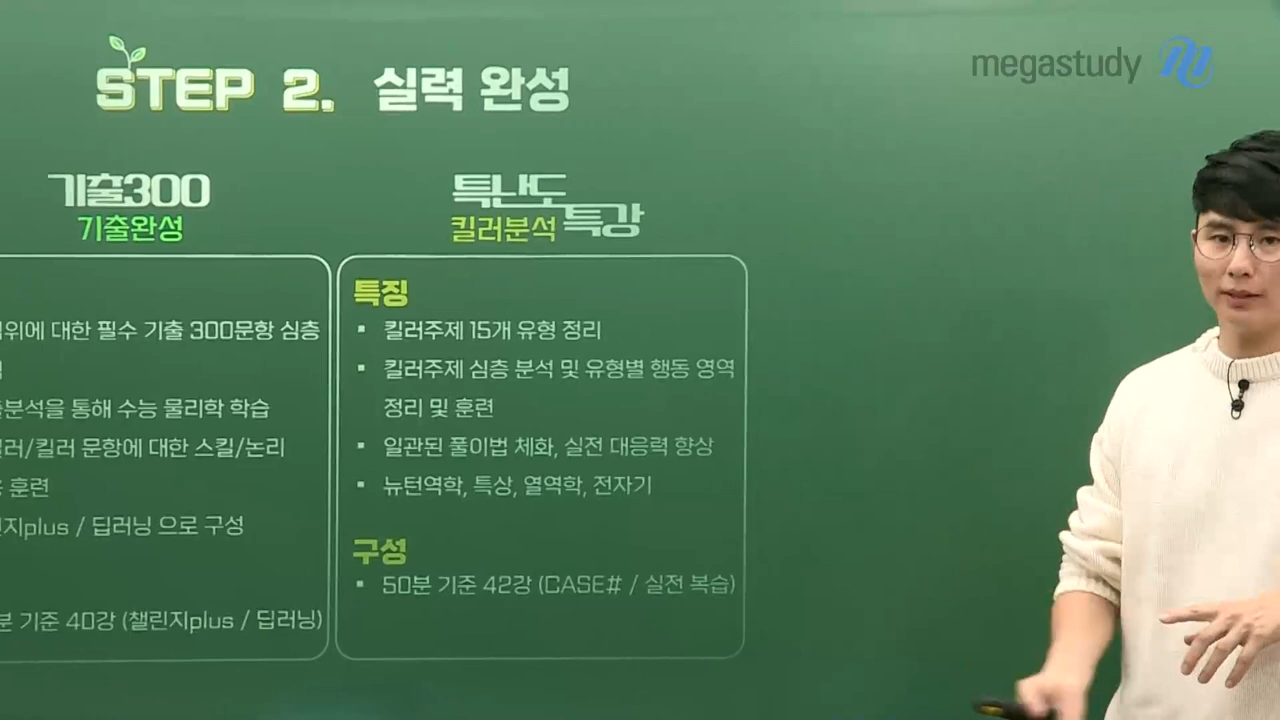 STEP 2. 실력 완성
megastudy
기출300
기출완성
위에 대한 필수 기출 300문항 심층
분석을 통해 수능 물리학 학습
러/킬러 문항에 대한 스킬/논리
훈련
지plus / 딥러닝 으로 구성
분 기준 40강 (챌린지plus / 딥러닝)
특난도
킬러분석 특강
특징
▪ 킬러주제 15개 유형 정리
▪ 킬러주제 심층 분석 및 유형별 행동 영역
정리 및 훈련
▪ 일관된 풀이법 체화, 실전 대응력 향상
▪ 뉴턴역학, 특상, 열역학, 전자기
구성
▪ 50분 기준 42강 (CASE# / 실전 복습)